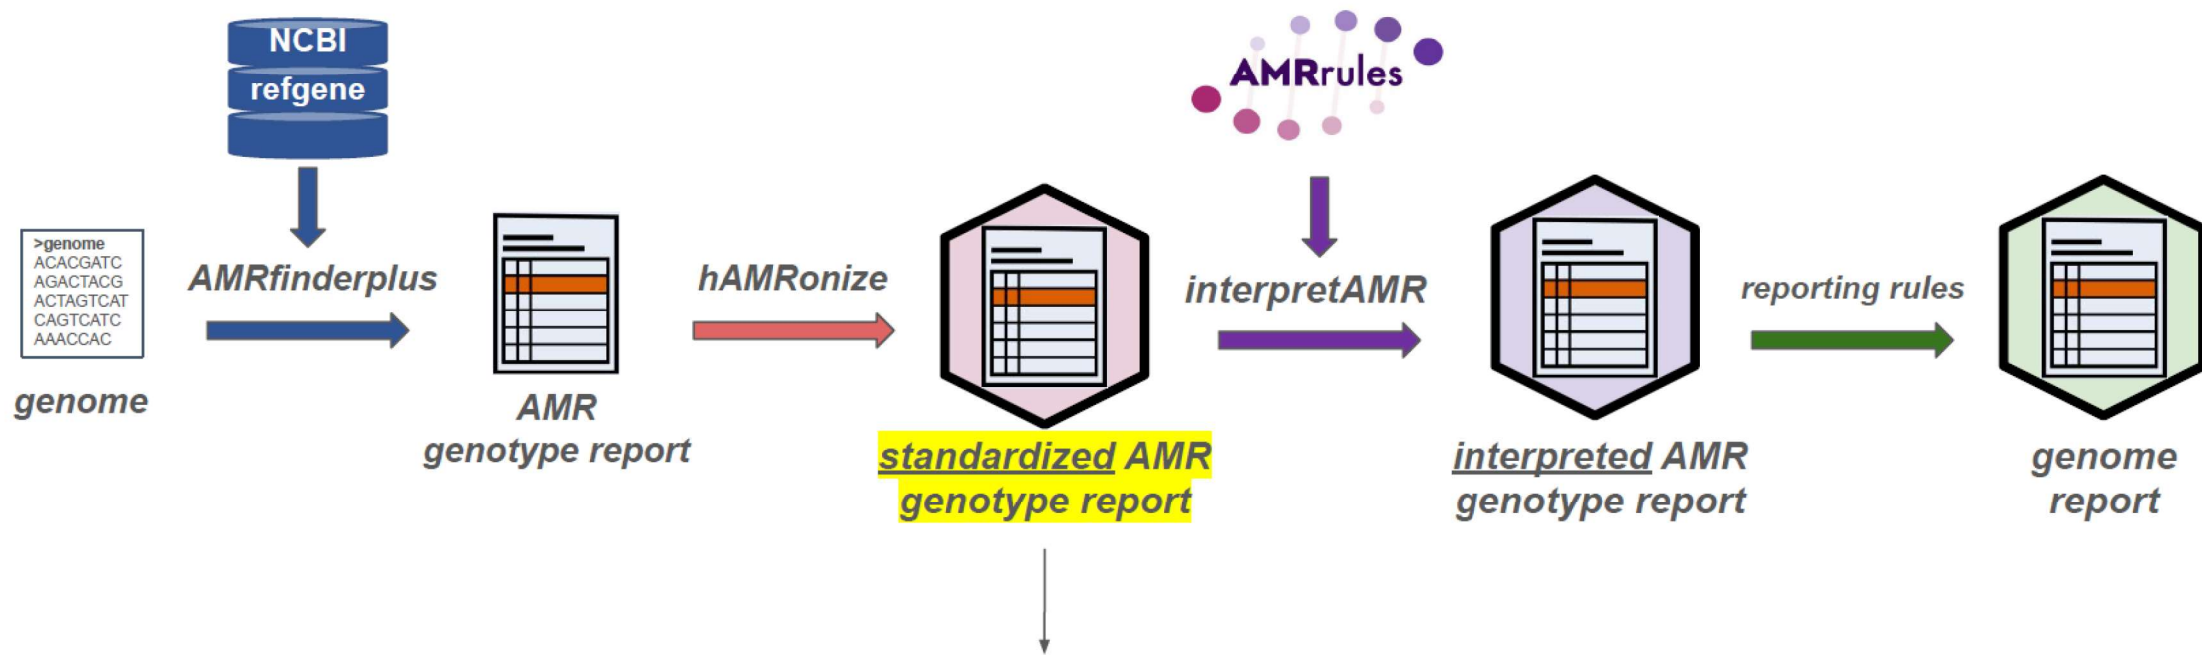 NCBI
refgene
AMRrules
>genome
ACACGATC
AGACTACG
ACTAGTCAT
CAGTCATC
AAACCAC
genome
AMRfinderplus
AMR
genotype report
hAMRonize
standardized AMR
genotype report
interpretAMR
interpreted AMR
genotype report
reporting rules
genome
report